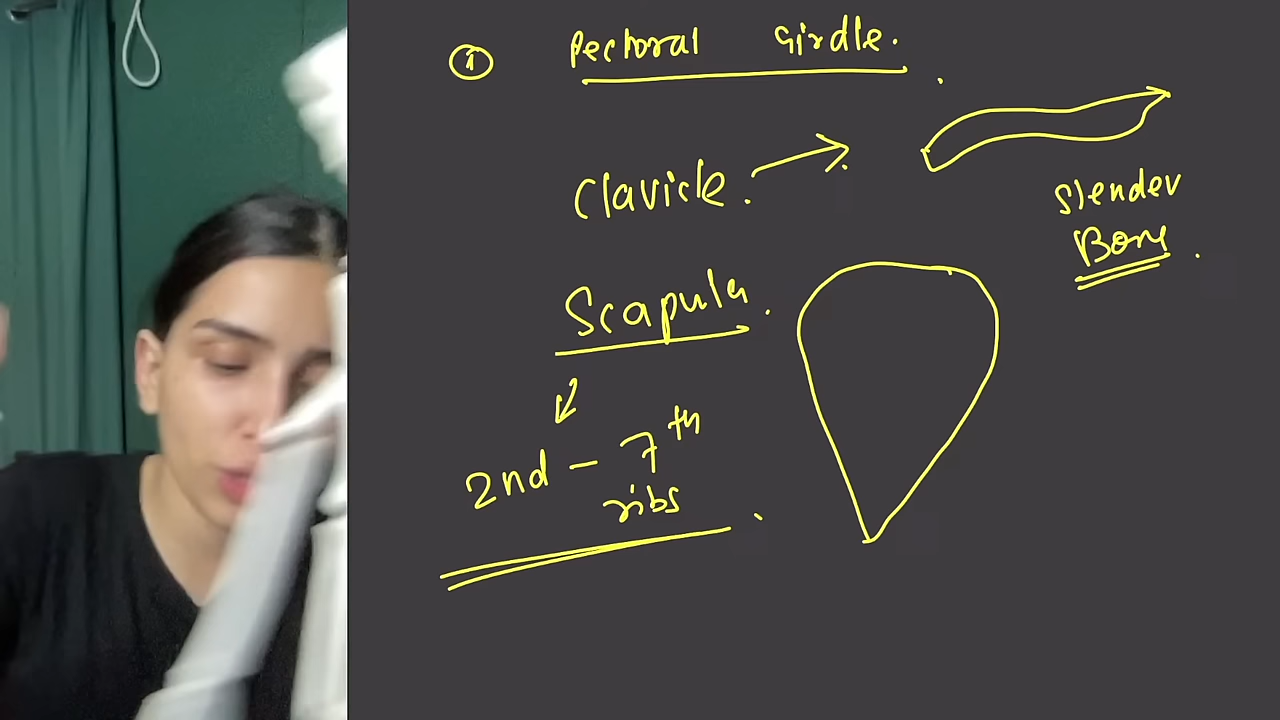 1 Pectoral Girdle.
Clavicle.
Slender
Bone
Scapula.
2nd - 7th
ribs